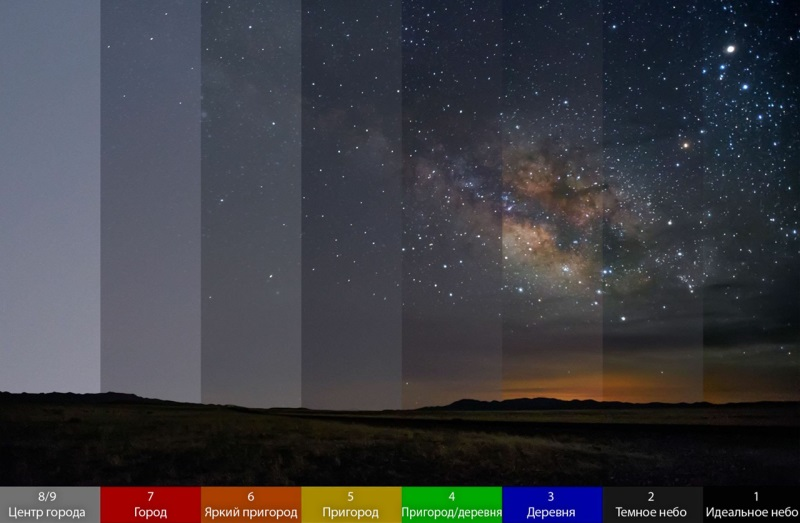 8/9
Центр города
7
Город
6
Яркий пригород
5
Пригород
4
Пригород/деревня
3
Деревня
2
Темное небо
1
Идеальное небо